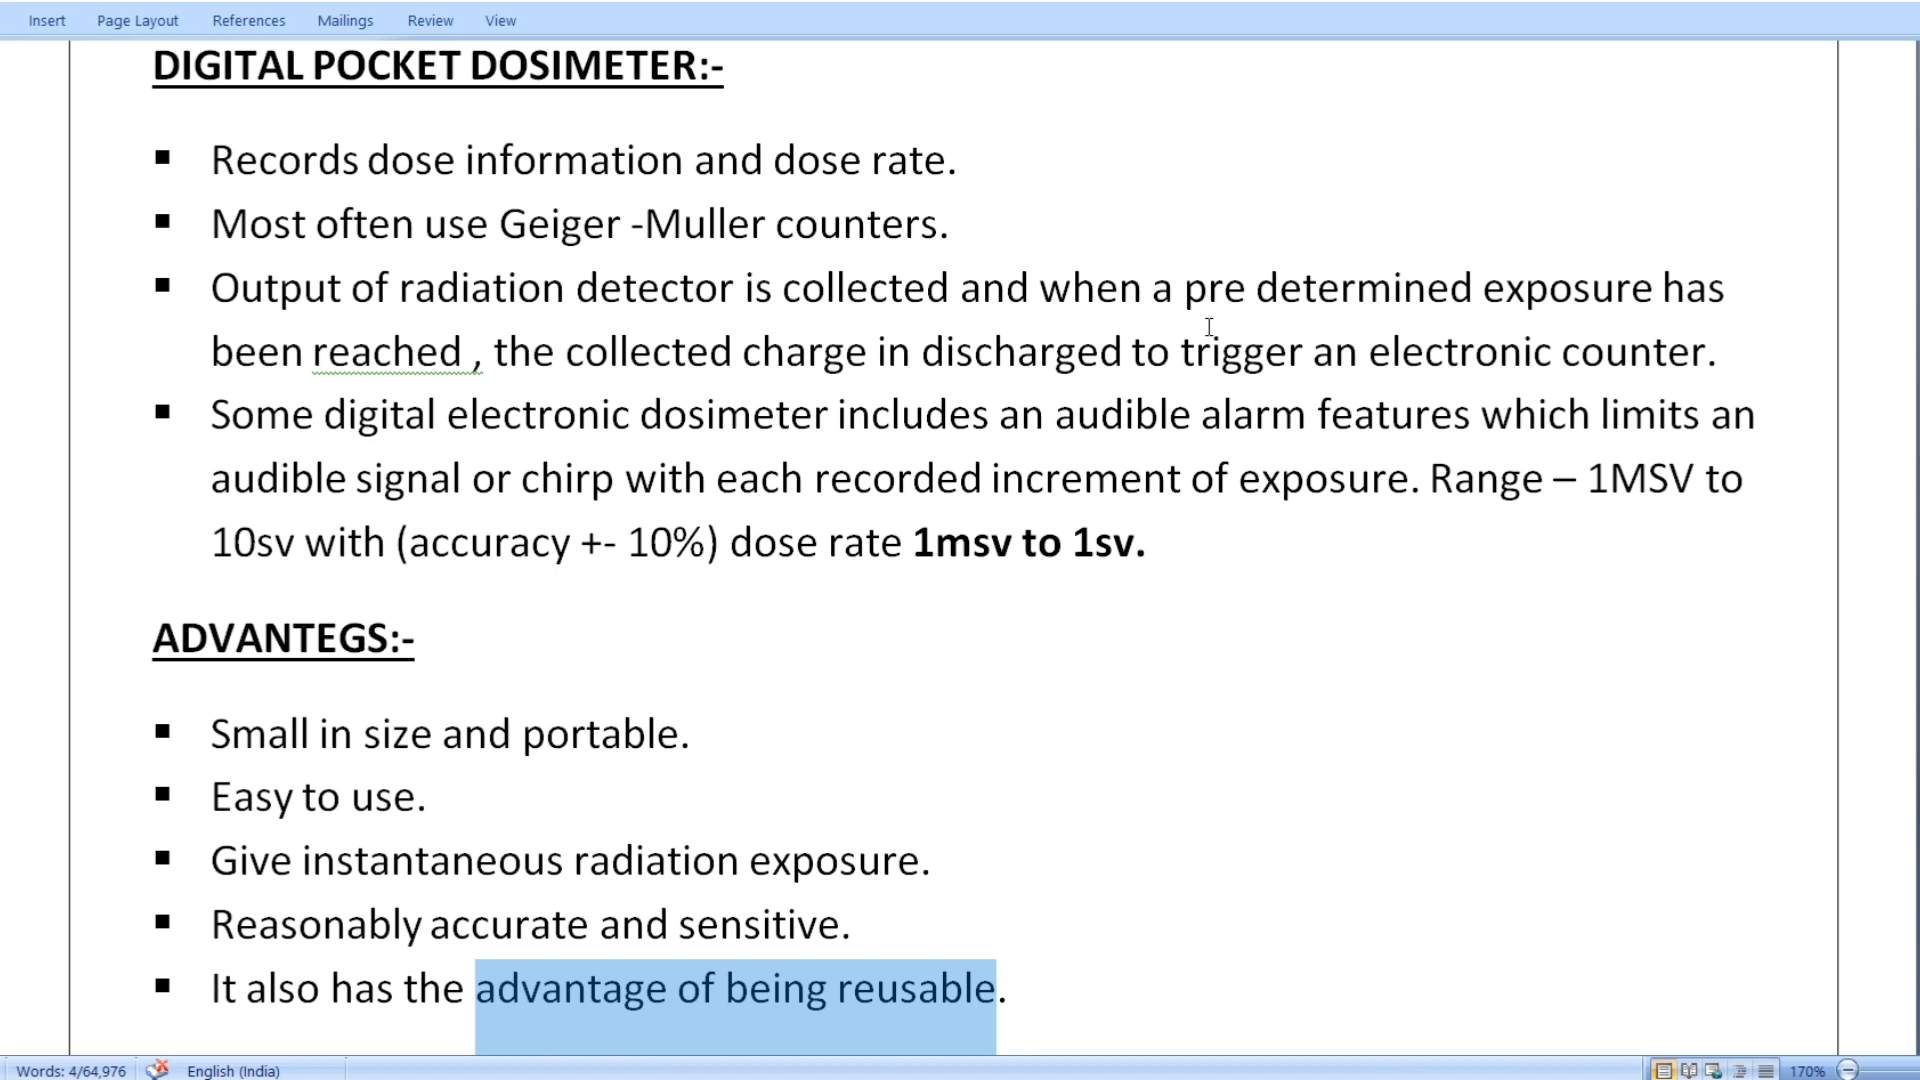 Insert Page Layout References Mailings Review View
DIGITAL POCKET DOSIMETER:-
▪ Records dose information and dose rate.
▪ Most often use Geiger -Muller counters.
▪ Output of radiation detector is collected and when a pre determined exposure has
been reached , the collected charge in discharged to trigger an electronic counter.
▪ Some digital electronic dosimeter includes an audible alarm features which limits an
audible signal or chirp with each recorded increment of exposure. Range – 1MSV to
10sv with (accuracy +- 10%) dose rate 1msv to 1sv.
ADVANTEGS:-
▪ Small in size and portable.
▪ Easy to use.
▪ Give instantaneous radiation exposure.
▪ Reasonably accurate and sensitive.
▪ It also has the advantage of being reusable.
Words: 4/64,976 English (India) 170%